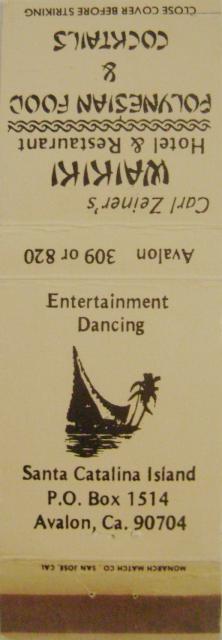 CLOSE COVER BEFORE STRIKING
Carl Zeiner's
WAIKIKI
Hotel & Restaurant
POLYNESIAN FOOD
&
COCKTAILS
Avalon 309 or 820
Entertainment
Dancing
Santa Catalina Island
P.O. Box 1514
Avalon, Ca. 90704
MONARCH MATCH CO. SAN JOSE, CAL